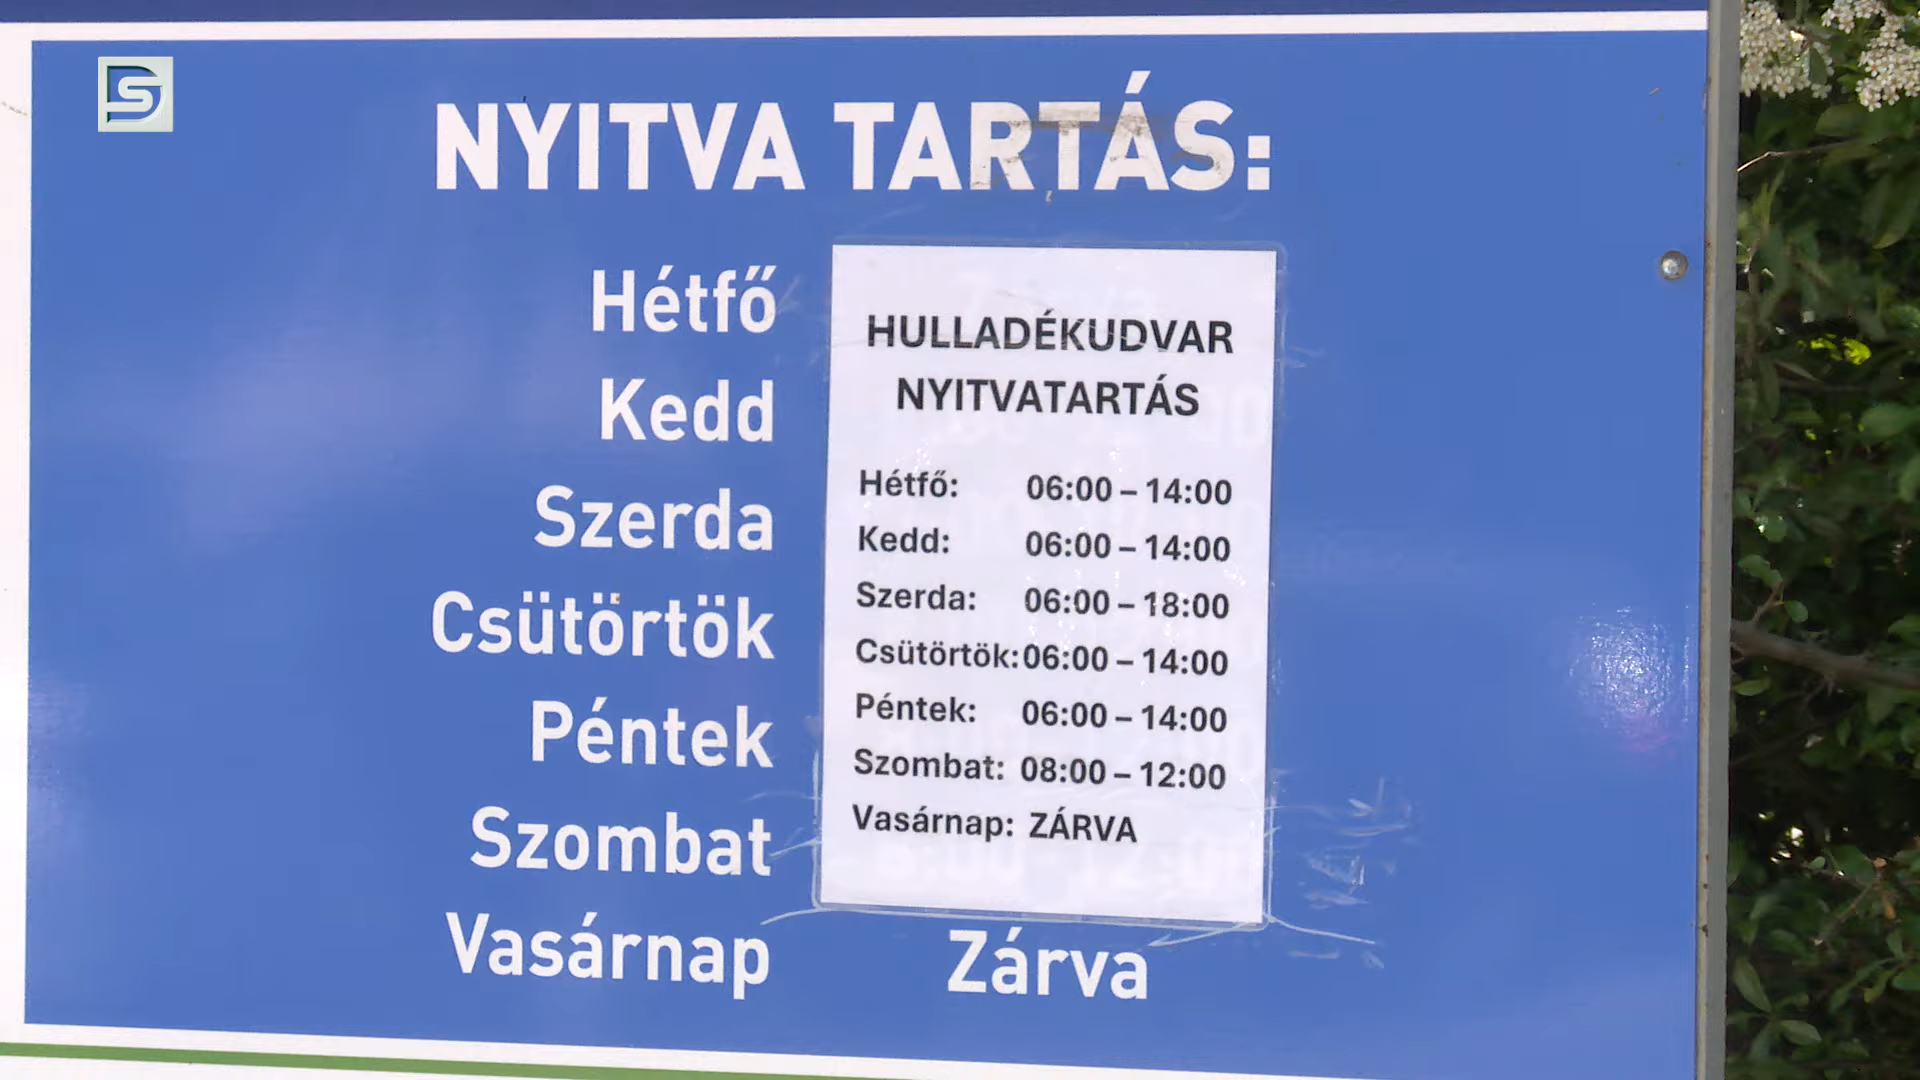 NYITVA TARTÁS:
Hétfő
Kedd
Szerda
Csütörtök
Péntek
Szombat
Vasárnap Zárva
HULLADÉKUDVAR
NYITVATARTÁS
Hétfő: 06:00 – 14:00
Kedd: 06:00 – 14:00
Szerda: 06:00 – 18:00
Csütörtök: 06:00 – 14:00
Péntek: 06:00 – 14:00
Szombat: 08:00 – 12:00
Vasárnap: ZÁRVA